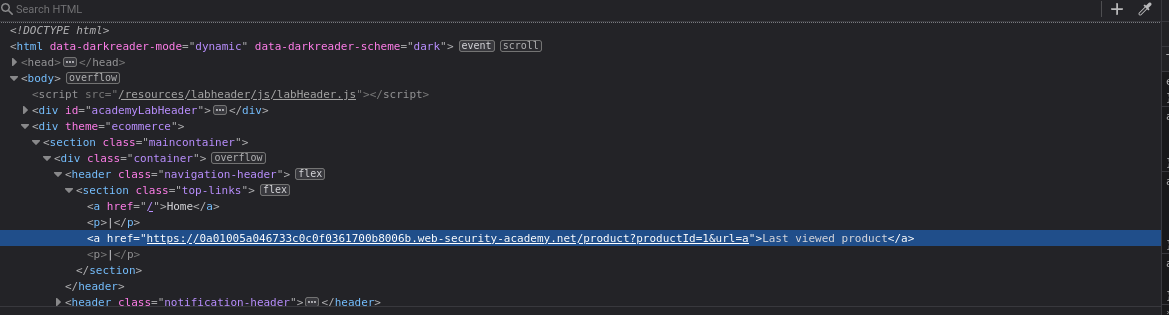 Search HTML
<!DOCTYPE html>
<html data-darkreader-mode="dynamic" data-darkreader-scheme="dark"> event scroll
<head> ••• </head>
<body> overflow
<script src="/resources/labheader/js/labHeader.js"></script>
<div id="academyLabHeader"> ••• </div>
<div theme="ecommerce">
<section class="maincontainer">
<div class="container"> overflow
<header class="navigation-header"> flex
<section class="top-links"> flex
<a href="/">Home</a>
<p>|</p>
<a href="https://0a01005a046733c0c0f0361700b8006b.web-security-academy.net/product?productId=1&url=a">Last viewed product</a>
<p>|</p>
</section>
</header>
<header class="notification-header"> ••• </header>